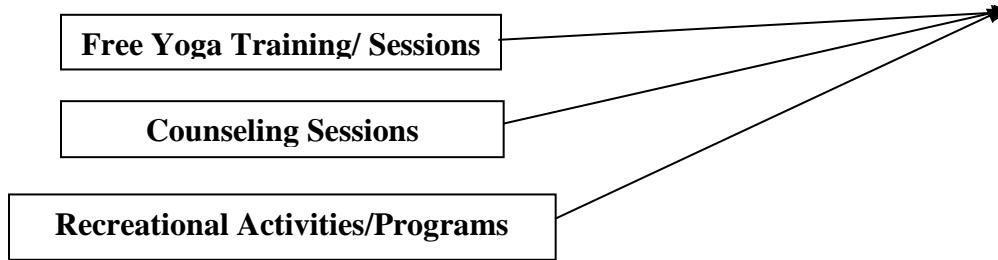 Free Yoga Training/ Sessions
Counseling Sessions
Recreational Activities/Programs